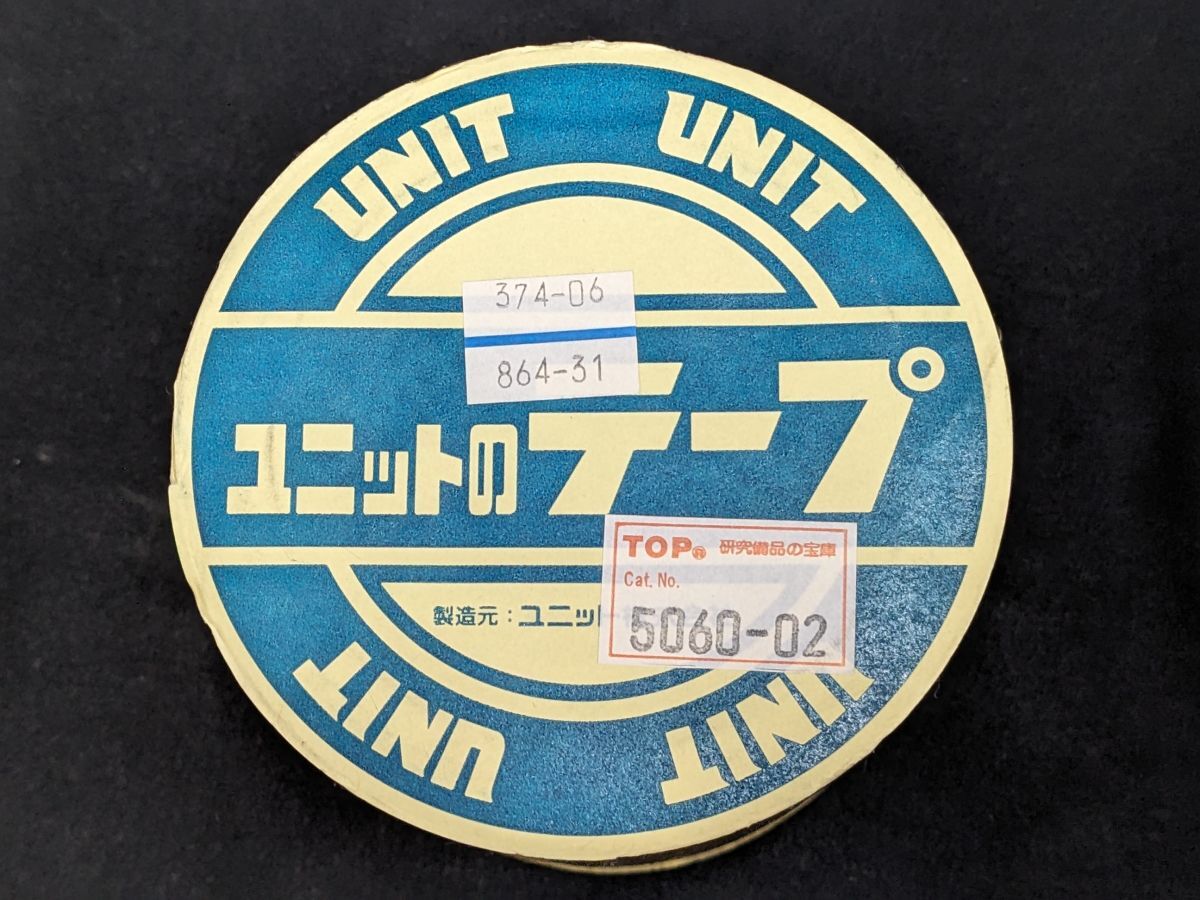 UNIT UNIT
374-06
864-31
ユニットのテープ
TOP® 研究備品の宝庫
Cat. No.
5060-02
製造元:ユニット
UNIT UNIT